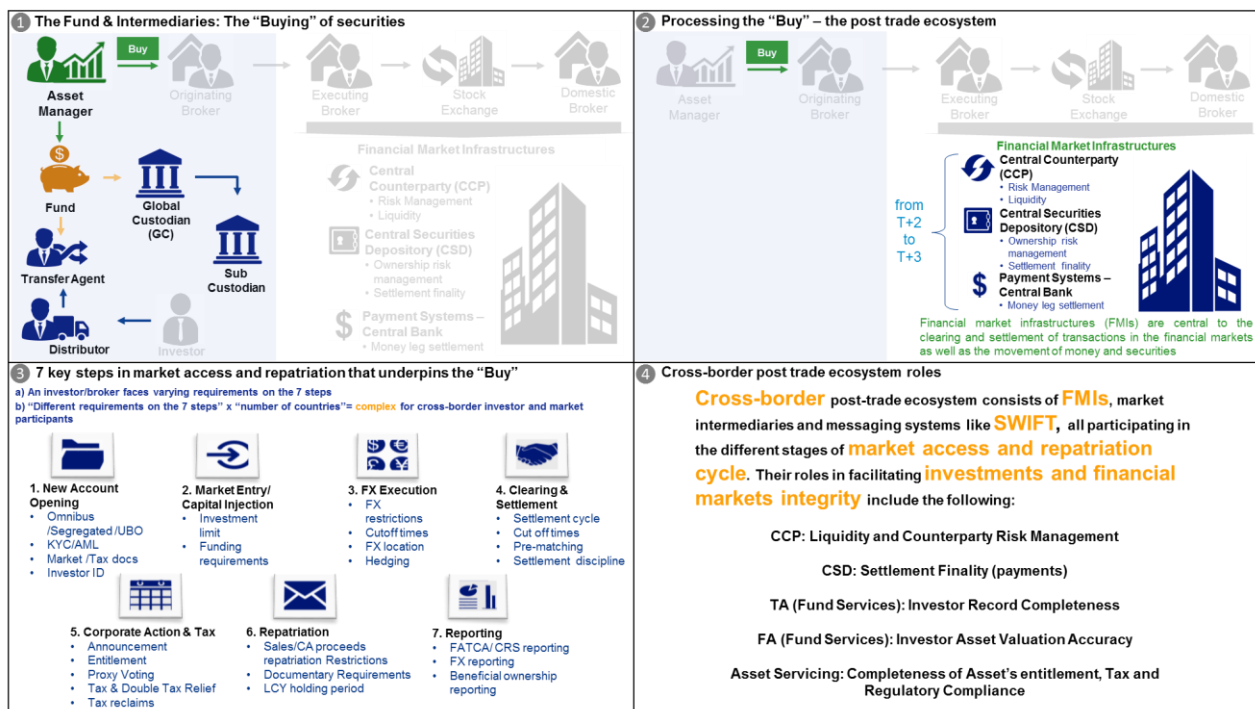 1 The Fund & Intermediaries: The “Buying” of securities
Buy
Asset
Manager
Originating
Broker
Executing
Broker
Stock
Exchange
Domestic
Broker
Fund
Global
Custodian
(GC)
Transfer Agent
Sub
Custodian
Distributor
Investor
Financial Market Infrastructures
Central
Counterparty (CCP)
• Risk Management
• Liquidity
Central Securities
Depository (CSD)
• Ownership risk
management
• Settlement finality
Payment Systems –
Central Bank
• Money leg settlement
2 Processing the “Buy” – the post trade ecosystem
Buy
Asset
Manager
Originating
Broker
Executing
Broker
Stock
Exchange
Domestic
Broker
Financial Market Infrastructures
Central Counterparty
(CCP)
• Risk Management
• Liquidity
from
T+2
to
T+3
Central Securities
Depository (CSD)
• Ownership risk
management
• Settlement finality
Payment Systems –
Central Bank
• Money leg settlement
Financial market infrastructures (FMIs) are central to the
clearing and settlement of transactions in the financial markets
as well as the movement of money and securities
3 7 key steps in market access and repatriation that underpins the “Buy”
a) An investor/broker faces varying requirements on the 7 steps
b) “Different requirements on the 7 steps” x “number of countries”= complex for cross-border investor and market
participants
1. New Account
Opening
• Omnibus
/Segregated /UBO
• KYC/AML
• Market /Tax docs
• Investor ID
2. Market Entry/
Capital Injection
• Investment
limit
• Funding
requirements
3. FX Execution
• FX
restrictions
• Cutoff times
• FX location
• Hedging
4. Clearing &
Settlement
• Settlement cycle
• Cut off times
• Pre-matching
• Settlement discipline
5. Corporate Action & Tax
• Announcement
• Entitlement
• Proxy Voting
• Tax & Double Tax Relief
• Tax reclaims
6. Repatriation
• Sales/CA proceeds
repatriation Restrictions
• Documentary Requirements
• LCY holding period
7. Reporting
• FATCA/ CRS reporting
• FX reporting
• Beneficial ownership
reporting
4 Cross-border post trade ecosystem roles
Cross-border post-trade ecosystem consists of FMIs, market
intermediaries and messaging systems like SWIFT, all participating in
the different stages of market access and repatriation
cycle. Their roles in facilitating investments and financial
markets integrity include the following:
CCP: Liquidity and Counterparty Risk Management
CSD: Settlement Finality (payments)
TA (Fund Services): Investor Record Completeness
FA (Fund Services): Investor Asset Valuation Accuracy
Asset Servicing: Completeness of Asset’s entitlement, Tax and
Regulatory Compliance